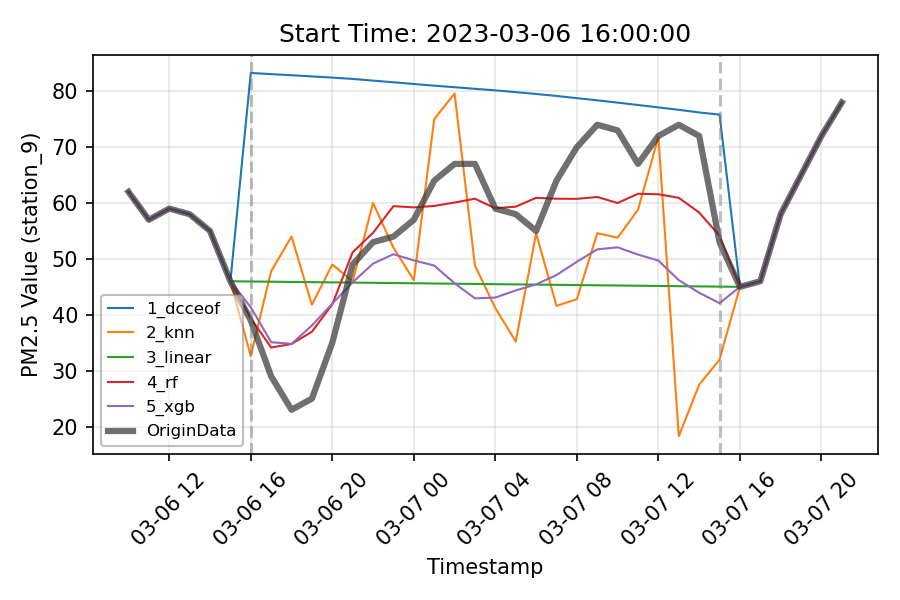 Start Time: 2023-03-06 16:00:00
PM2.5 Value (station_9)
80
70
60
50
40
30
20
1_dcceof
2_knn
3_linear
4_rf
5_xgb
OriginData
03-06 12
03-06 16
03-06 20
03-07 00
03-07 04
03-07 08
03-07 12
03-07 16
03-07 20
Timestamp